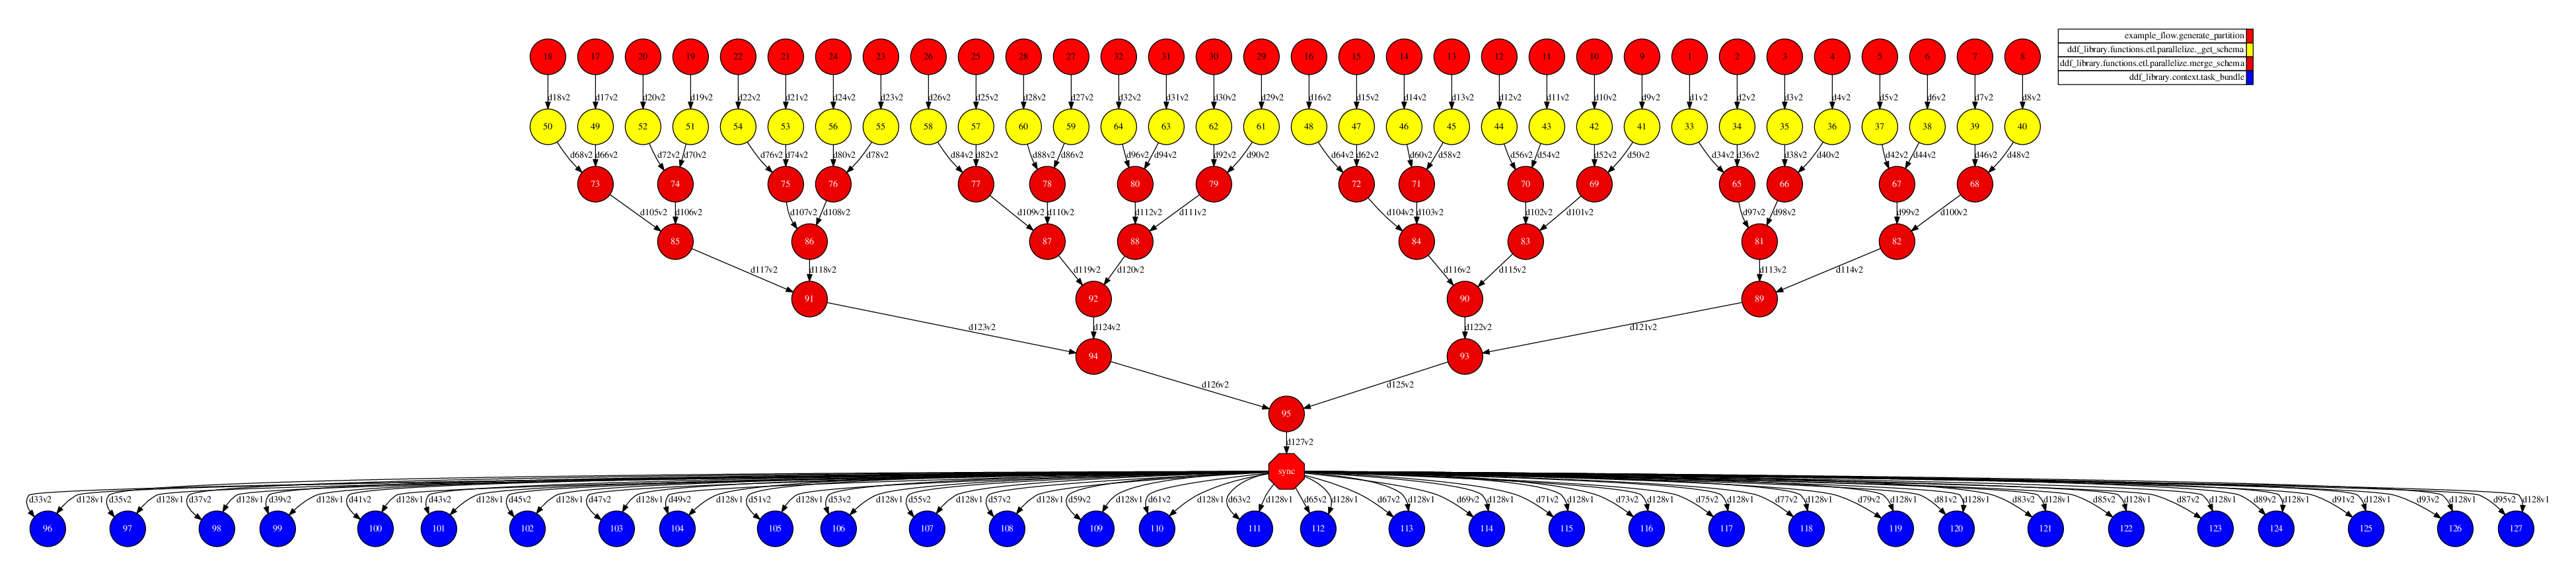 18 17 20 19 22 21 24 23 26 25 28 27 32 31 30 29 16 15 14 13 12 11 10 9 1 2 3 4 5 6 7 8
example_flow.generate_partition
ddf_library.functions.etl.parallelize._get_schema
ddf_library.functions.etl.parallelize.merge_schema
ddf_library.context.task_bundle
d18v2 d17v2 d20v2 d19v2 d22v2 d21v2 d24v2 d23v2 d26v2 d25v2 d28v2 d27v2 d32v2 d31v2 d30v2 d29v2 d16v2 d15v2 d14v2 d13v2 d12v2 d11v2 d10v2 d9v2 d1v2 d2v2 d3v2 d4v2 d5v2 d6v2 d7v2 d8v2
50 49 52 51 54 53 56 55 58 57 60 59 64 63 62 61 48 47 46 45 44 43 42 41 33 34 35 36 37 38 39 40
d68v2 d66v2 d72v2 d70v2 d76v2 d74v2 d80v2 d78v2 d84v2 d82v2 d88v2 d86v2 d96v2 d94v2 d92v2 d90v2 d64v2 d62v2 d60v2 d58v2 d56v2 d54v2 d52v2 d50v2 d34v2 d36v2 d38v2 d40v2 d42v2 d44v2 d46v2 d48v2
73 74 75 76 77 78 80 79 72 71 70 69 65 66 67 68
d105v2 d106v2 d107v2 d108v2 d109v2 d110v2 d112v2 d111v2 d104v2 d103v2 d102v2 d101v2 d97v2 d98v2 d99v2 d100v2
85 86 87 88 84 83 81 82
d117v2 d118v2 d119v2 d120v2 d116v2 d115v2 d113v2 d114v2
91 92 90 89
d123v2 d124v2 d122v2 d121v2
94 93
d126v2 d125v2
95
d127v2
sync
d33v2 d128v1 d35v2 d128v1 d37v2 d128v1 d39v2 d128v1 d41v2 d128v1 d43v2 d128v1 d45v2 d128v1 d47v2 d128v1 d49v2 d128v1 d51v2 d128v1 d53v2 d128v1 d55v2 d128v1 d57v2 d128v1 d59v2 d128v1 d61v2 d128v1 d63v2 d128v1 d65v2 d128v1 d67v2 d128v1 d69v2 d128v1 d71v2 d128v1 d73v2 d128v1 d75v2 d128v1 d77v2 d128v1 d79v2 d128v1 d81v2 d128v1 d83v2 d128v1 d85v2 d128v1 d87v2 d128v1 d89v2 d128v1 d91v2 d128v1 d93v2 d128v1 d95v2 d128v1
96 97 98 99 100 101 102 103 104 105 106 107 108 109 110 111 112 113 114 115 116 117 118 119 120 121 122 123 124 125 126 127